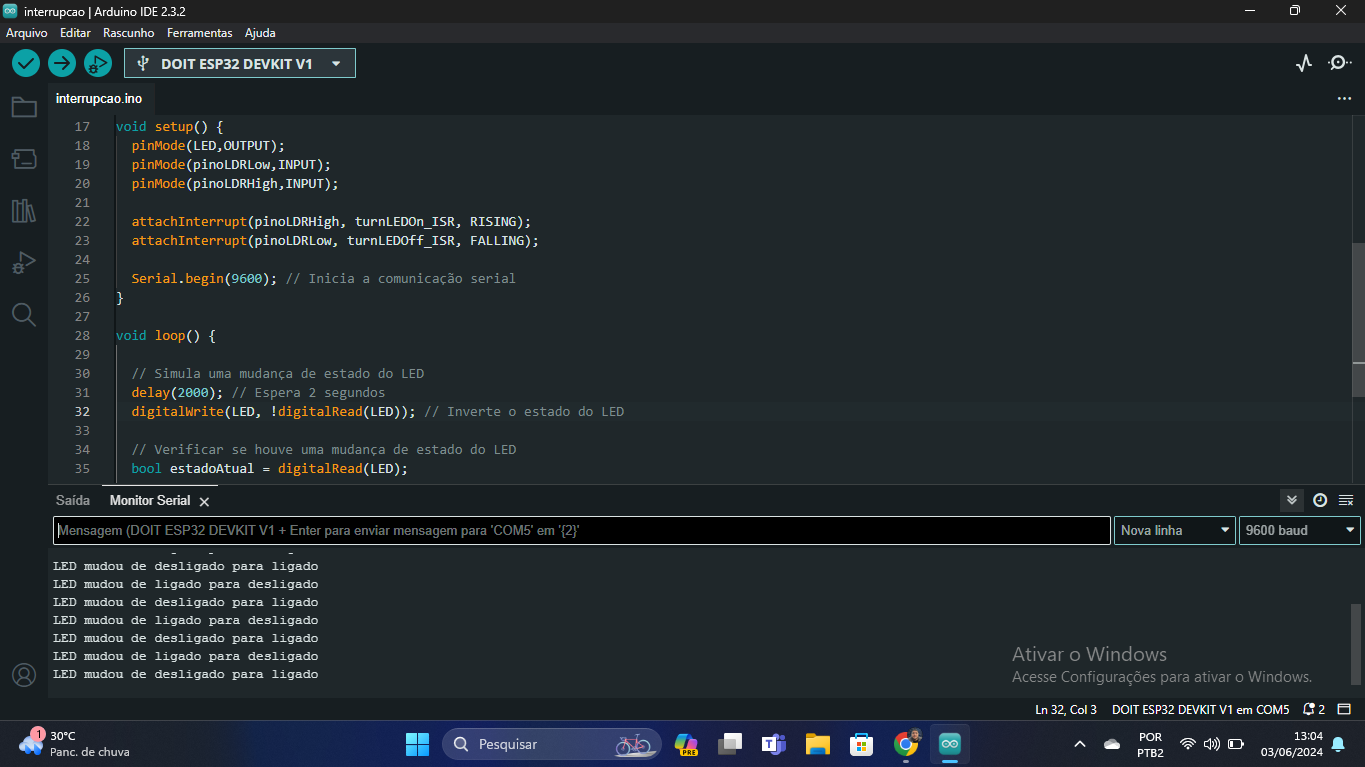 interrupcao | Arduino IDE 2.3.2
Arquivo Editar Rascunho Ferramentas Ajuda
DOIT ESP32 DEVKIT V1
interrupcao.ino
17 void setup() {
18 pinMode(LED,OUTPUT);
19 pinMode(pinoLDRLow,INPUT);
20 pinMode(pinoLDRHigh,INPUT);
21
22 attachInterrupt(pinoLDRHigh, turnLEDOn_ISR, RISING);
23 attachInterrupt(pinoLDRLow, turnLEDOff_ISR, FALLING);
24
25 Serial.begin(9600); // Inicia a comunicação serial
26 }
27
28 void loop() {
29
30 // Simula uma mudança de estado do LED
31 delay(2000); // Espera 2 segundos
32 digitalWrite(LED, !digitalRead(LED)); // Inverte o estado do LED
33
34 // Verificar se houve uma mudança de estado do LED
35 bool estadoAtual = digitalRead(LED);
Saída Monitor Serial
Mensagem (DOIT ESP32 DEVKIT V1 + Enter para enviar mensagem para 'COM5' em '{2}'
Nova linha 9600 baud
LED mudou de desligado para ligado
LED mudou de ligado para desligado
LED mudou de desligado para ligado
LED mudou de ligado para desligado
LED mudou de desligado para ligado
LED mudou de ligado para desligado
LED mudou de desligado para ligado
Ativar o Windows
Acesse Configurações para ativar o Windows.
Ln 32, Col 3 DOIT ESP32 DEVKIT V1 em COM5 2
1 30°C
Panc. de chuva
Pesquisar
PRE
POR
PTB2
13:04
03/06/2024